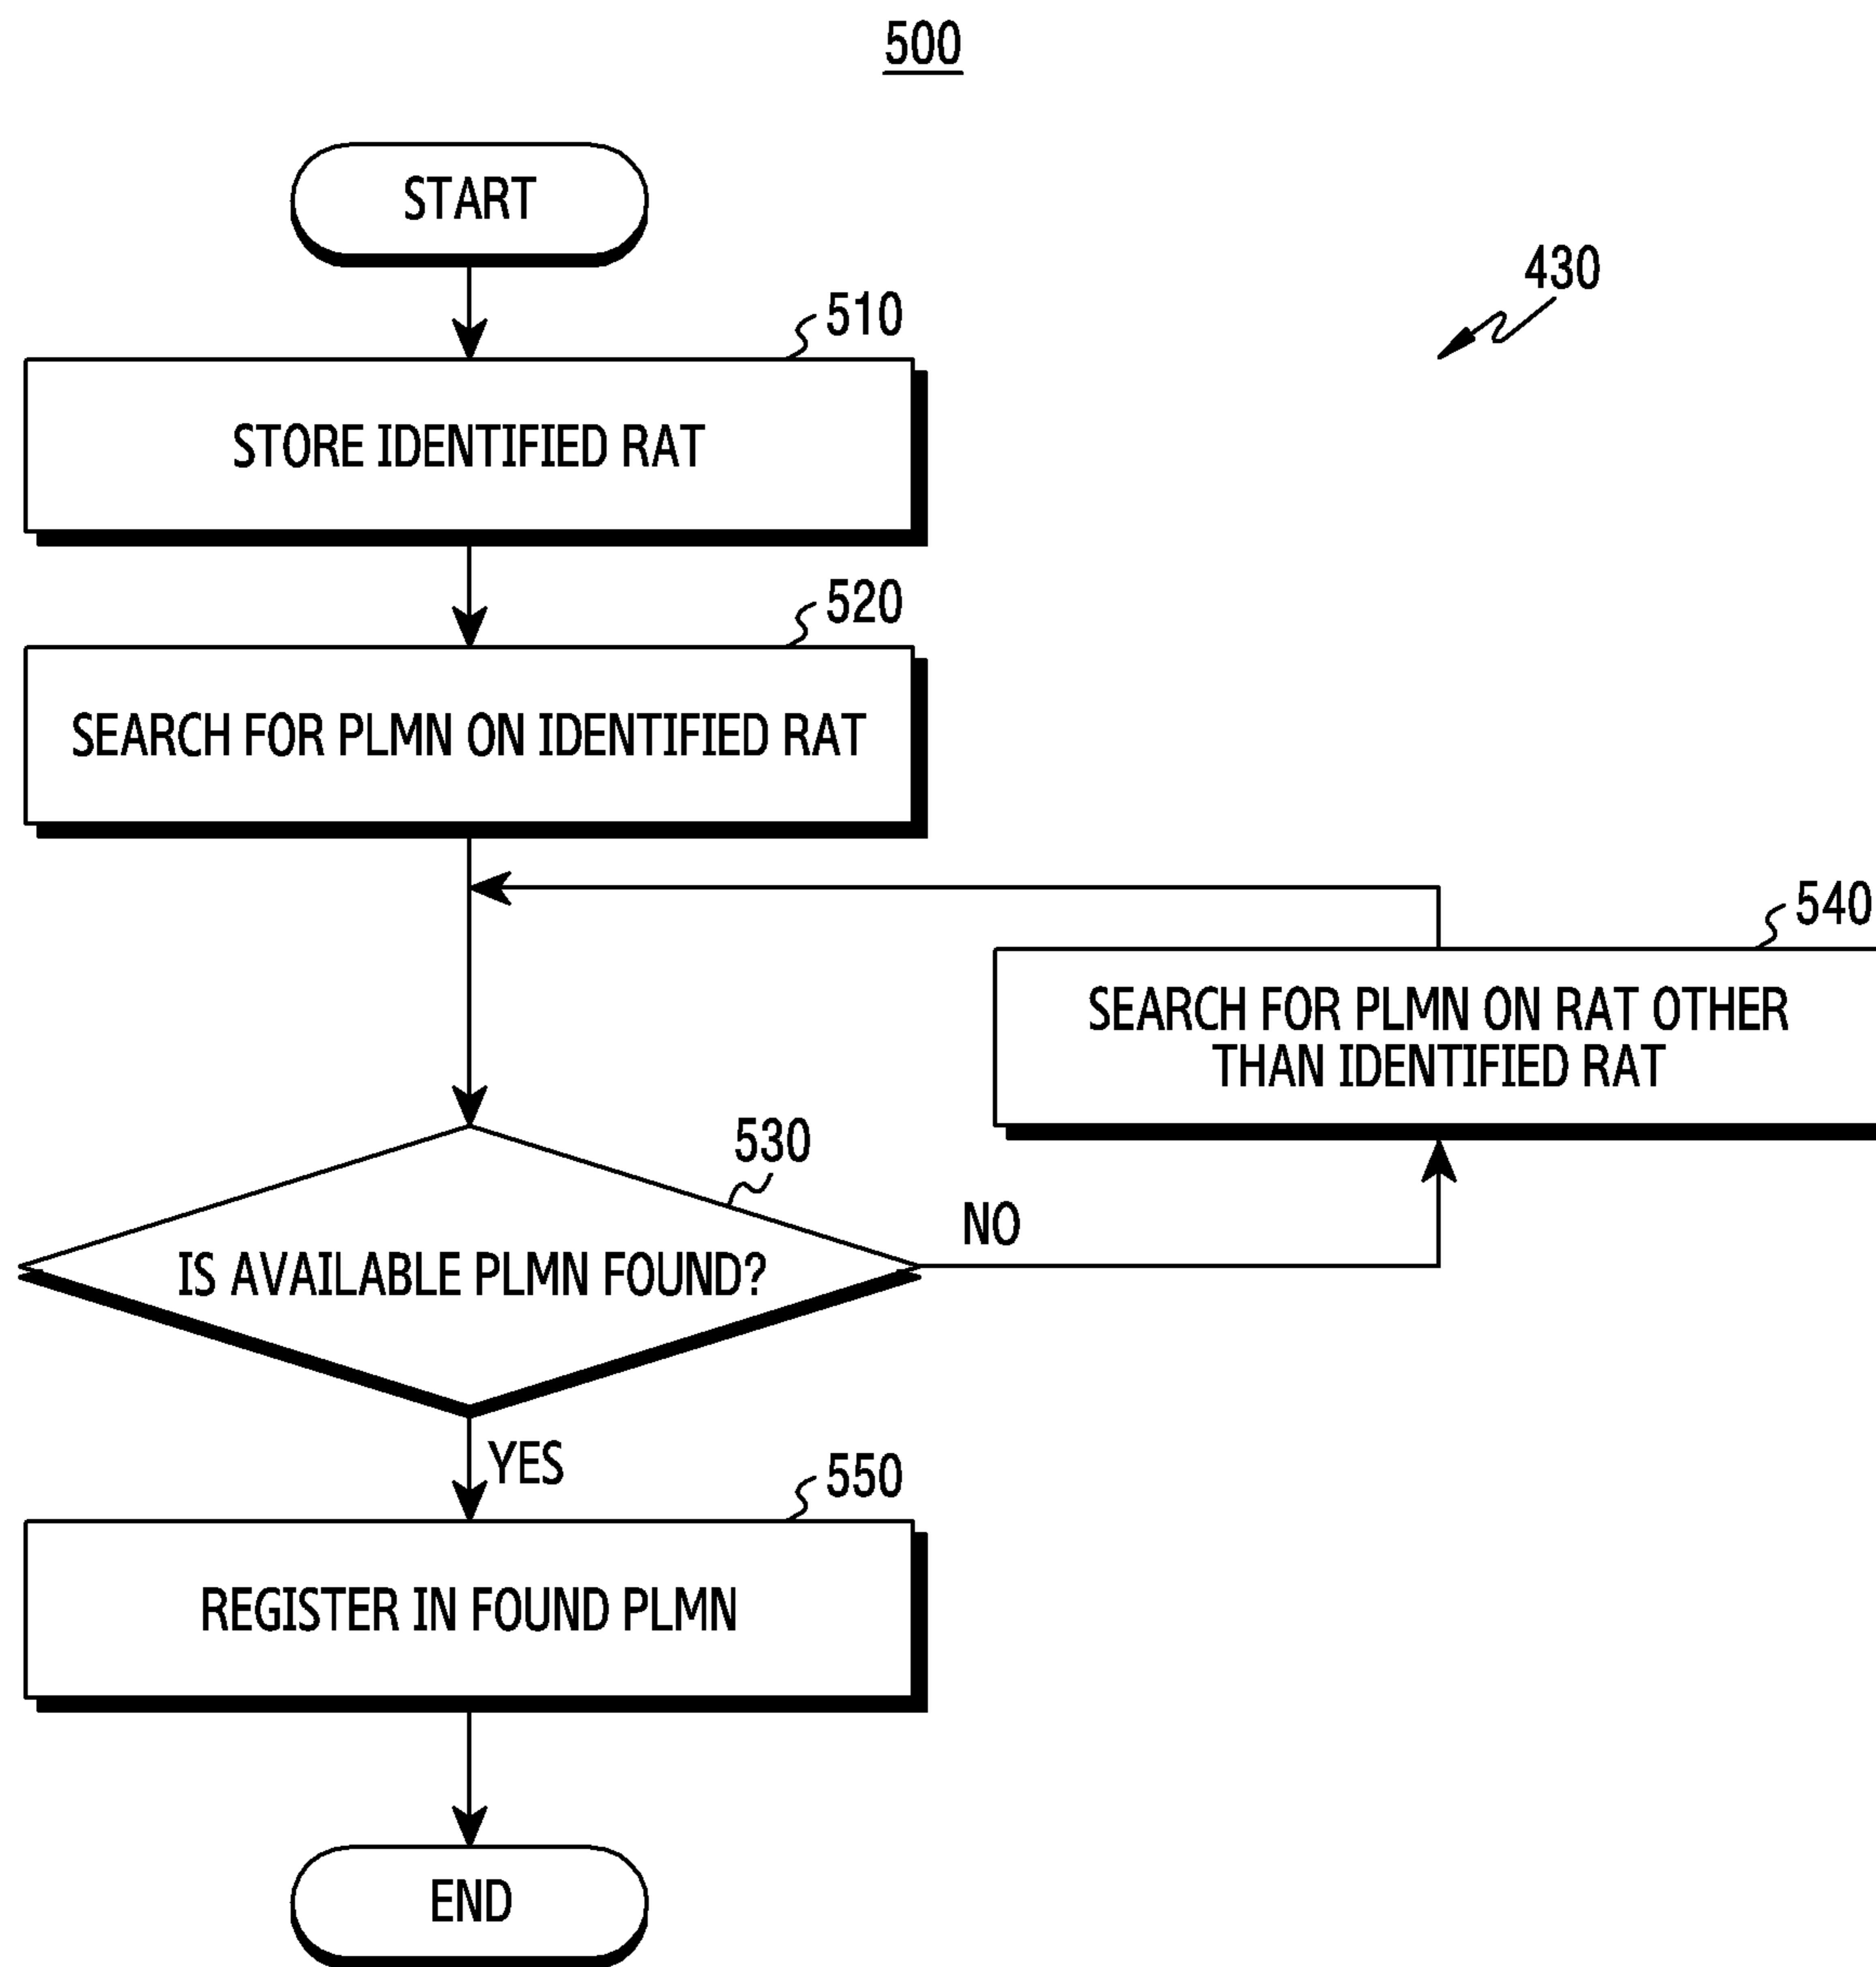 500
START
430
510
STORE IDENTIFIED RAT
520
SEARCH FOR PLMN ON IDENTIFIED RAT
540
SEARCH FOR PLMN ON RAT OTHER
THAN IDENTIFIED RAT
530
IS AVAILABLE PLMN FOUND?
NO
YES
550
REGISTER IN FOUND PLMN
END